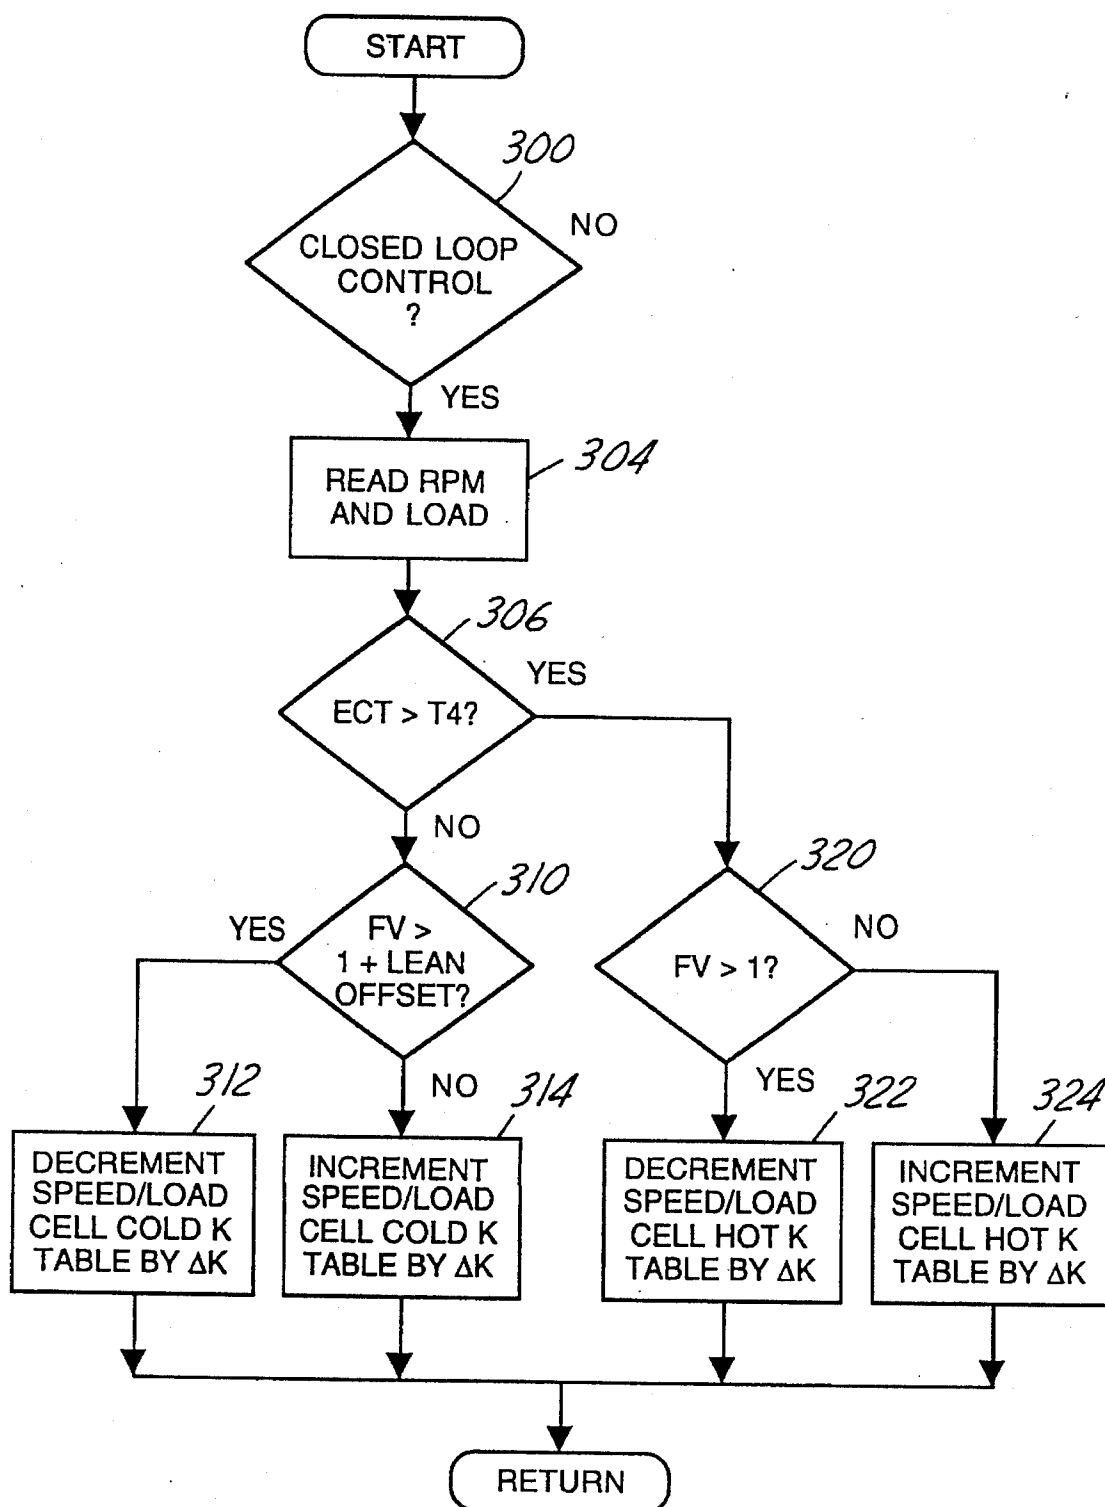 START
300
NO
CLOSED LOOP
CONTROL
?
YES
304
READ RPM
AND LOAD
306
YES
ECT > T4?
NO
310
320
YES
FV >
1 + LEAN
OFFSET?
NO
FV > 1?
NO
YES
312
314
322
324
DECREMENT
SPEED/LOAD
CELL COLD K
TABLE BY ΔK
INCREMENT
SPEED/LOAD
CELL COLD K
TABLE BY ΔK
DECREMENT
SPEED/LOAD
CELL HOT K
TABLE BY ΔK
INCREMENT
SPEED/LOAD
CELL HOT K
TABLE BY ΔK
RETURN